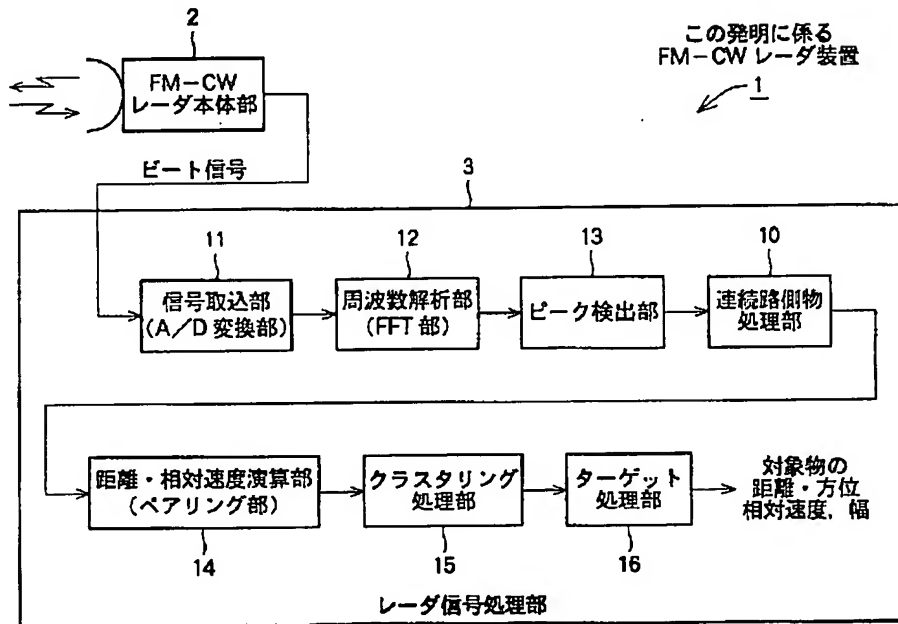 2
この発明に係る
FM-CW レーダ装置
1
FM-CW
レーダ本体部
ビート信号
3
11
12
13
10
信号取込部
(A/D 変換部)
周波数解析部
(FFT 部)
ピーク検出部
連続路側物
処理部
距離・相対速度演算部
(ペアリング部)
クラスタリング
処理部
ターゲット
処理部
対象物の
距離・方位
相対速度, 幅
14
15
16
レーダ信号処理部